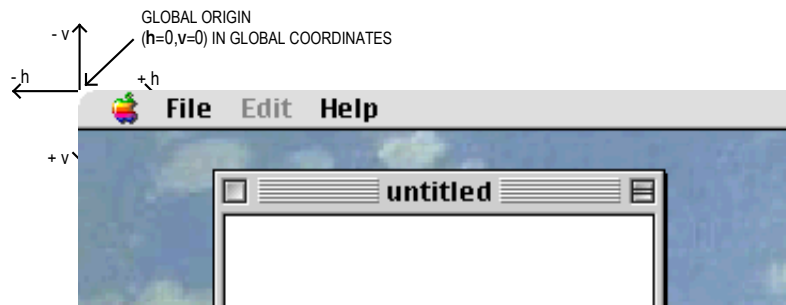 GLOBAL ORIGIN
(h=0,v=0) IN GLOBAL COORDINATES
- v
- h
+ h
File Edit Help
+ v
untitled